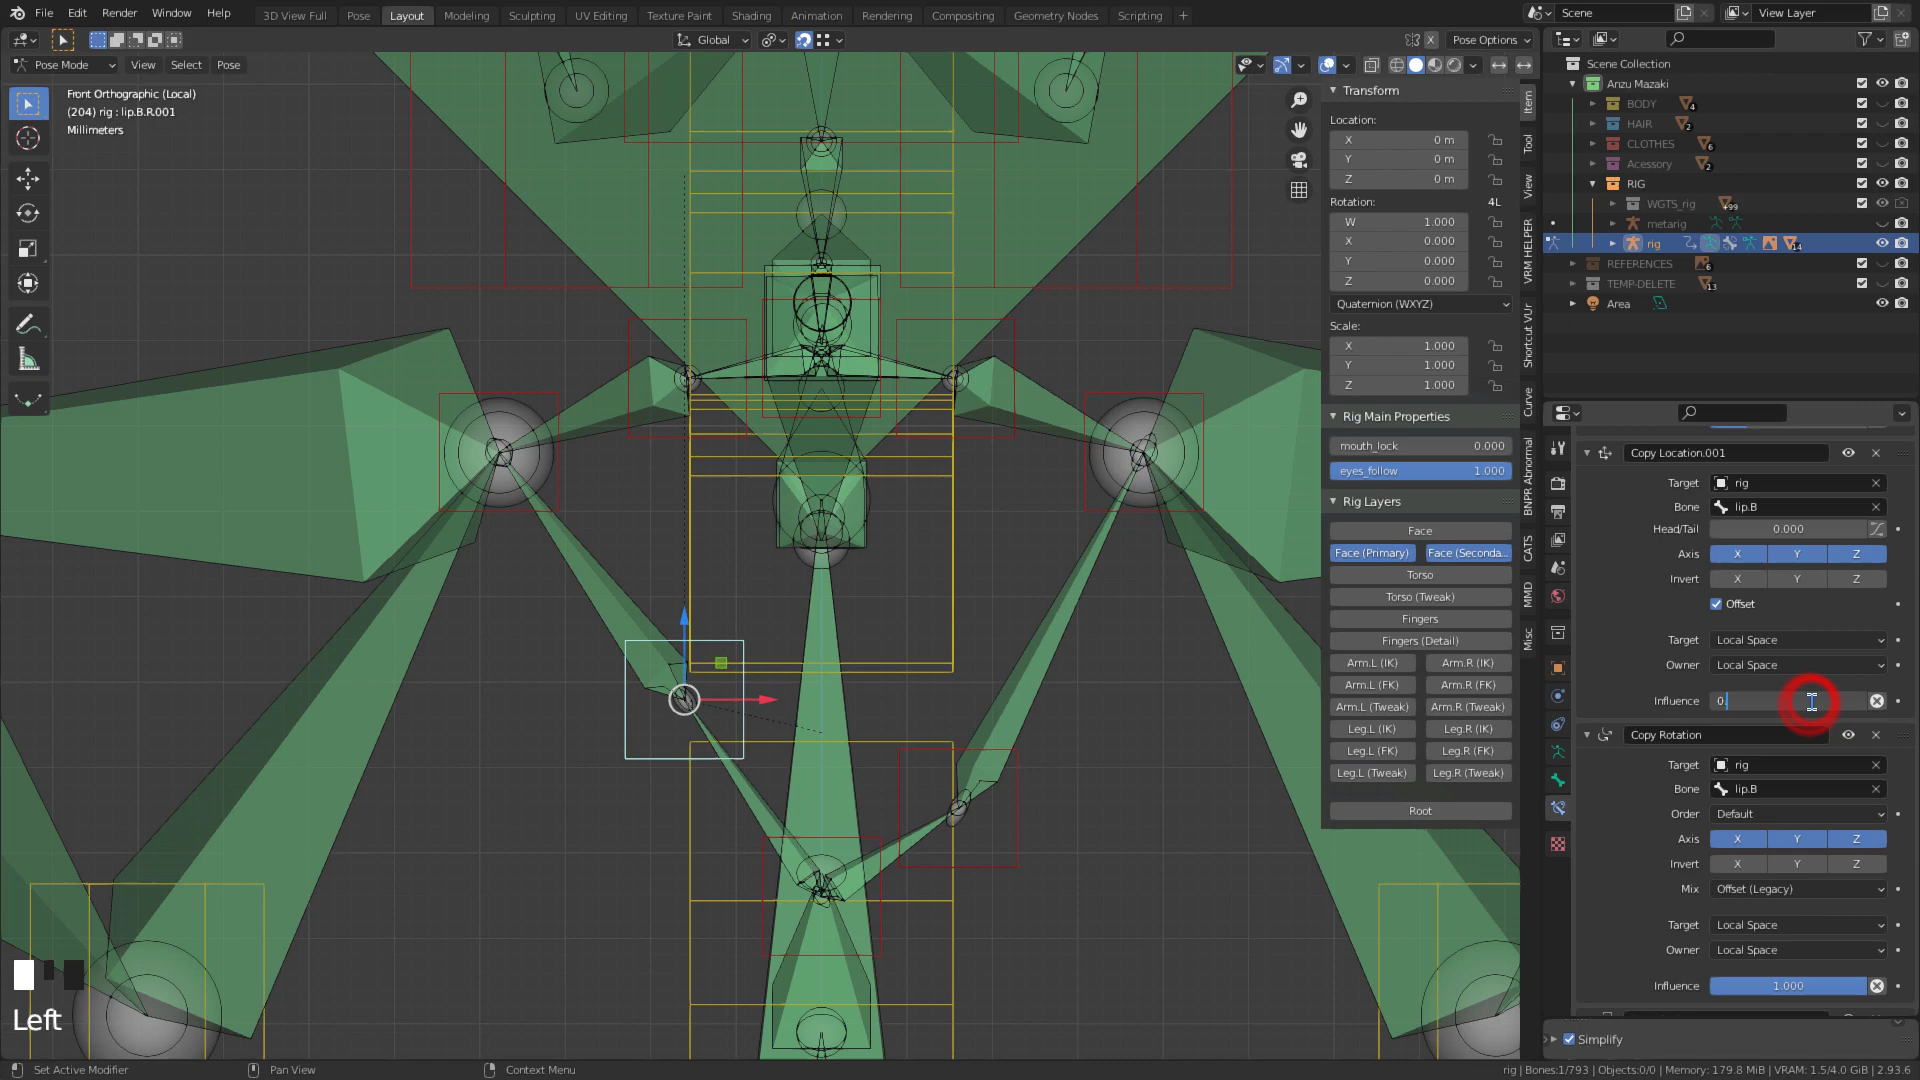 File Edit Render Window Help 3D View Full Pose Layout Modeling Sculpting UV Editing Texture Paint Shading Animation Rendering Compositing Geometry Nodes Scripting + Scene View Layer
Global X Pose Options
Pose Mode View Select Pose
Front Orthographic (Local)
(204) rig : lip.B.R.001
Millimeters
Transform
Location:
X 0 m
Y 0 m
Z 0 m
Rotation: 4L
W 1.000
X 0.000
Y 0.000
Z 0.000
Quaternion (WXYZ)
Scale:
X 1.000
Y 1.000
Z 1.000
Rig Main Properties
mouth_lock 0.000
eyes_follow 1.000
Rig Layers
Face
Face (Primary) Face (Seconda...
Torso
Torso (Tweak)
Fingers
Fingers (Detail)
Arm.L (IK) Arm.R (IK)
Arm.L (FK) Arm.R (FK)
Arm.L (Tweak) Arm.R (Tweak)
Leg.L (IK) Leg.R (IK)
Leg.L (FK) Leg.R (FK)
Leg.L (Tweak) Leg.R (Tweak)
Root
Item
Tool
View
VRM HELPER
Shortcut VUr
Curve
BNPR Abnormal
CATS
MMD
Misc
Scene Collection
Anzu Mazaki
BODY 4
HAIR 2
CLOTHES 6
Acessory 2
RIG
WGTS_rig +99
metarig
rig 14
REFERENCES 6
TEMP-DELETE 13
Area
Copy Location.001
Target rig
Bone lip.B
Head/Tail 0.000
Axis X Y Z
Invert X Y Z
Offset
Target Local Space
Owner Local Space
Influence 0.
Copy Rotation
Target rig
Bone lip.B
Order Default
Axis X Y Z
Invert X Y Z
Mix Offset (Legacy)
Target Local Space
Owner Local Space
Influence 1.000
Simplify
Left
Set Active Modifier Pan View Context Menu rig | Bones:1/793 | Objects:0/0 | Memory: 179.8 MiB | VRAM: 1.5/4.0 GiB | 2.93.6